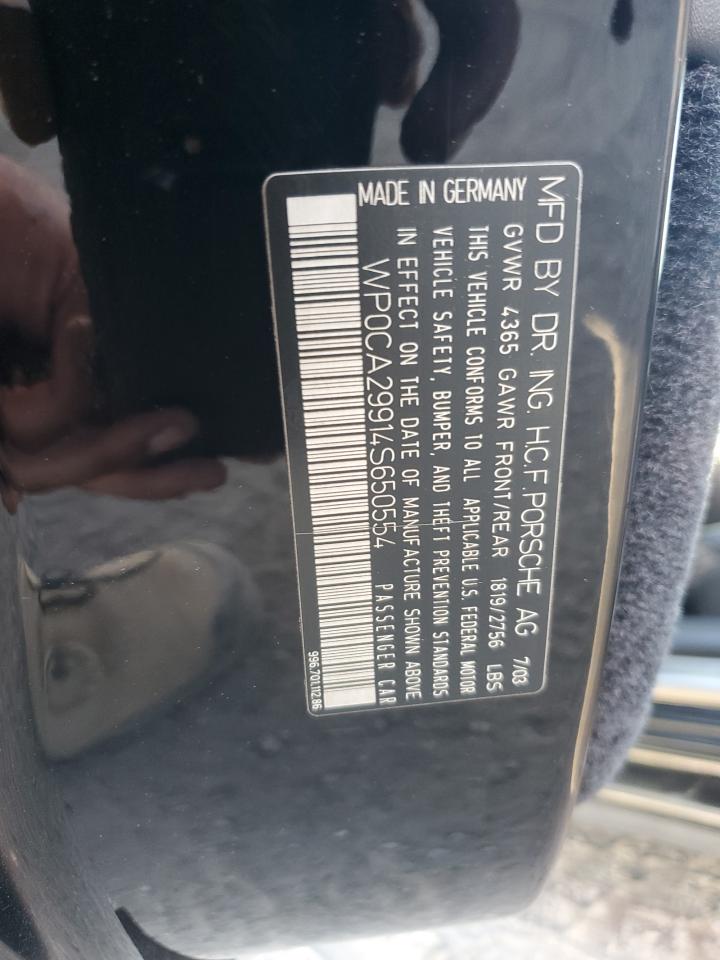 MFD BY DR. ING. H.C.F. PORSCHE AG 7/03
GVWR 4365 GAWR FRONT/REAR 1819/2756 LBS
THIS VEHICLE CONFORMS TO ALL APPLICABLE U.S. FEDERAL MOTOR
VEHICLE SAFETY, BUMPER, AND THEFT PREVENTION STANDARDS
IN EFFECT ON THE DATE OF MANUFACTURE SHOWN ABOVE
WP0CA29914S650554 PASSENGER CAR
MADE IN GERMANY
996.701.112.86